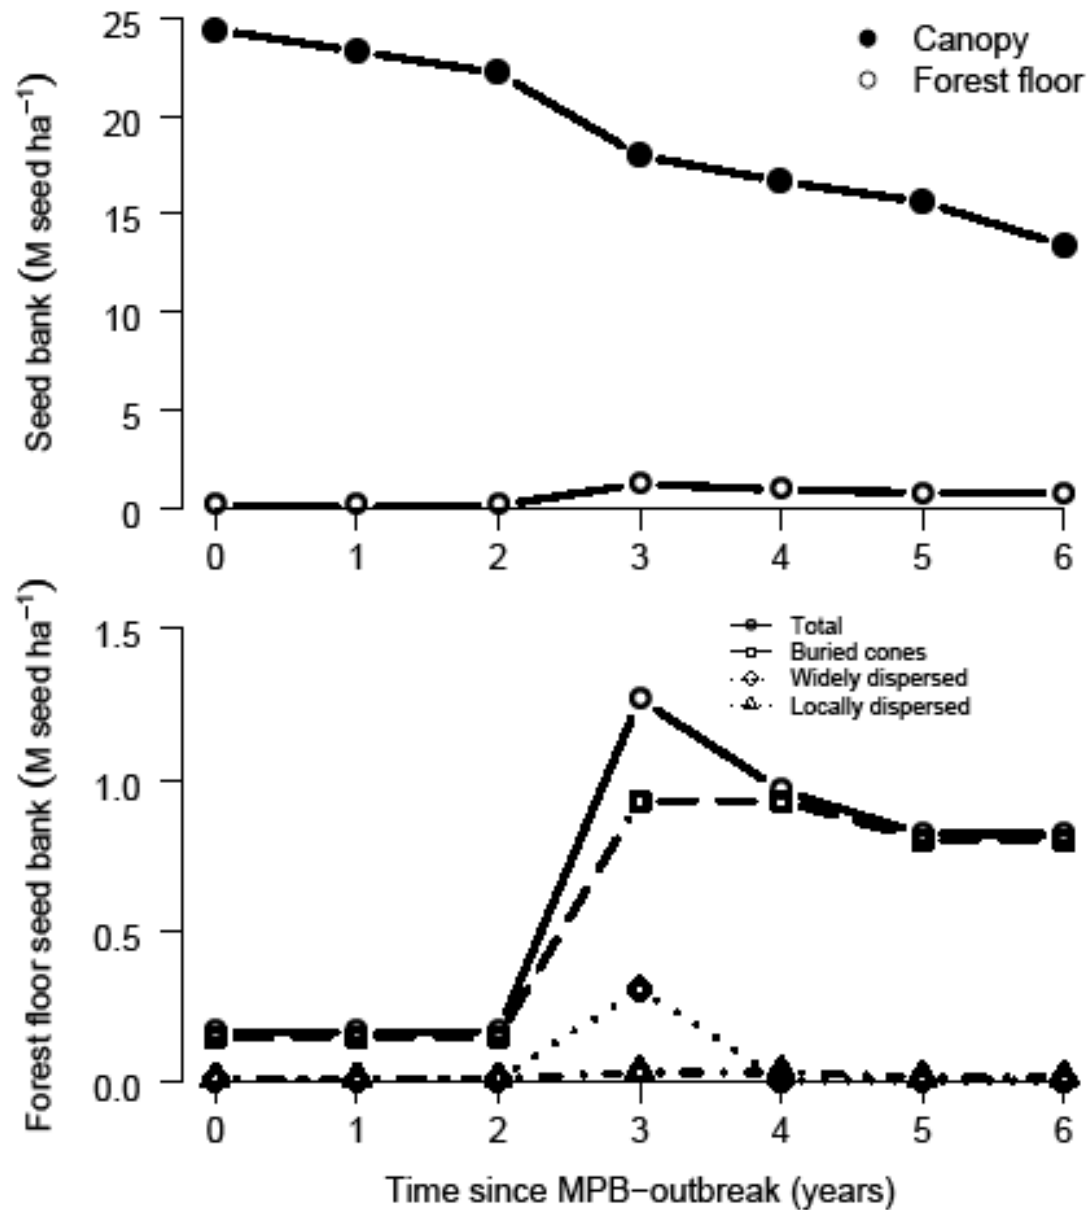 Seed bank (M seed ha⁻¹)
25
20
15
10
5
0
Canopy
Forest floor
0 1 2 3 4 5 6
Forest floor seed bank (M seed ha⁻¹)
1.5
1.0
0.5
0.0
Total
Buried cones
Widely dispersed
Locally dispersed
0 1 2 3 4 5 6
Time since MPB−outbreak (years)